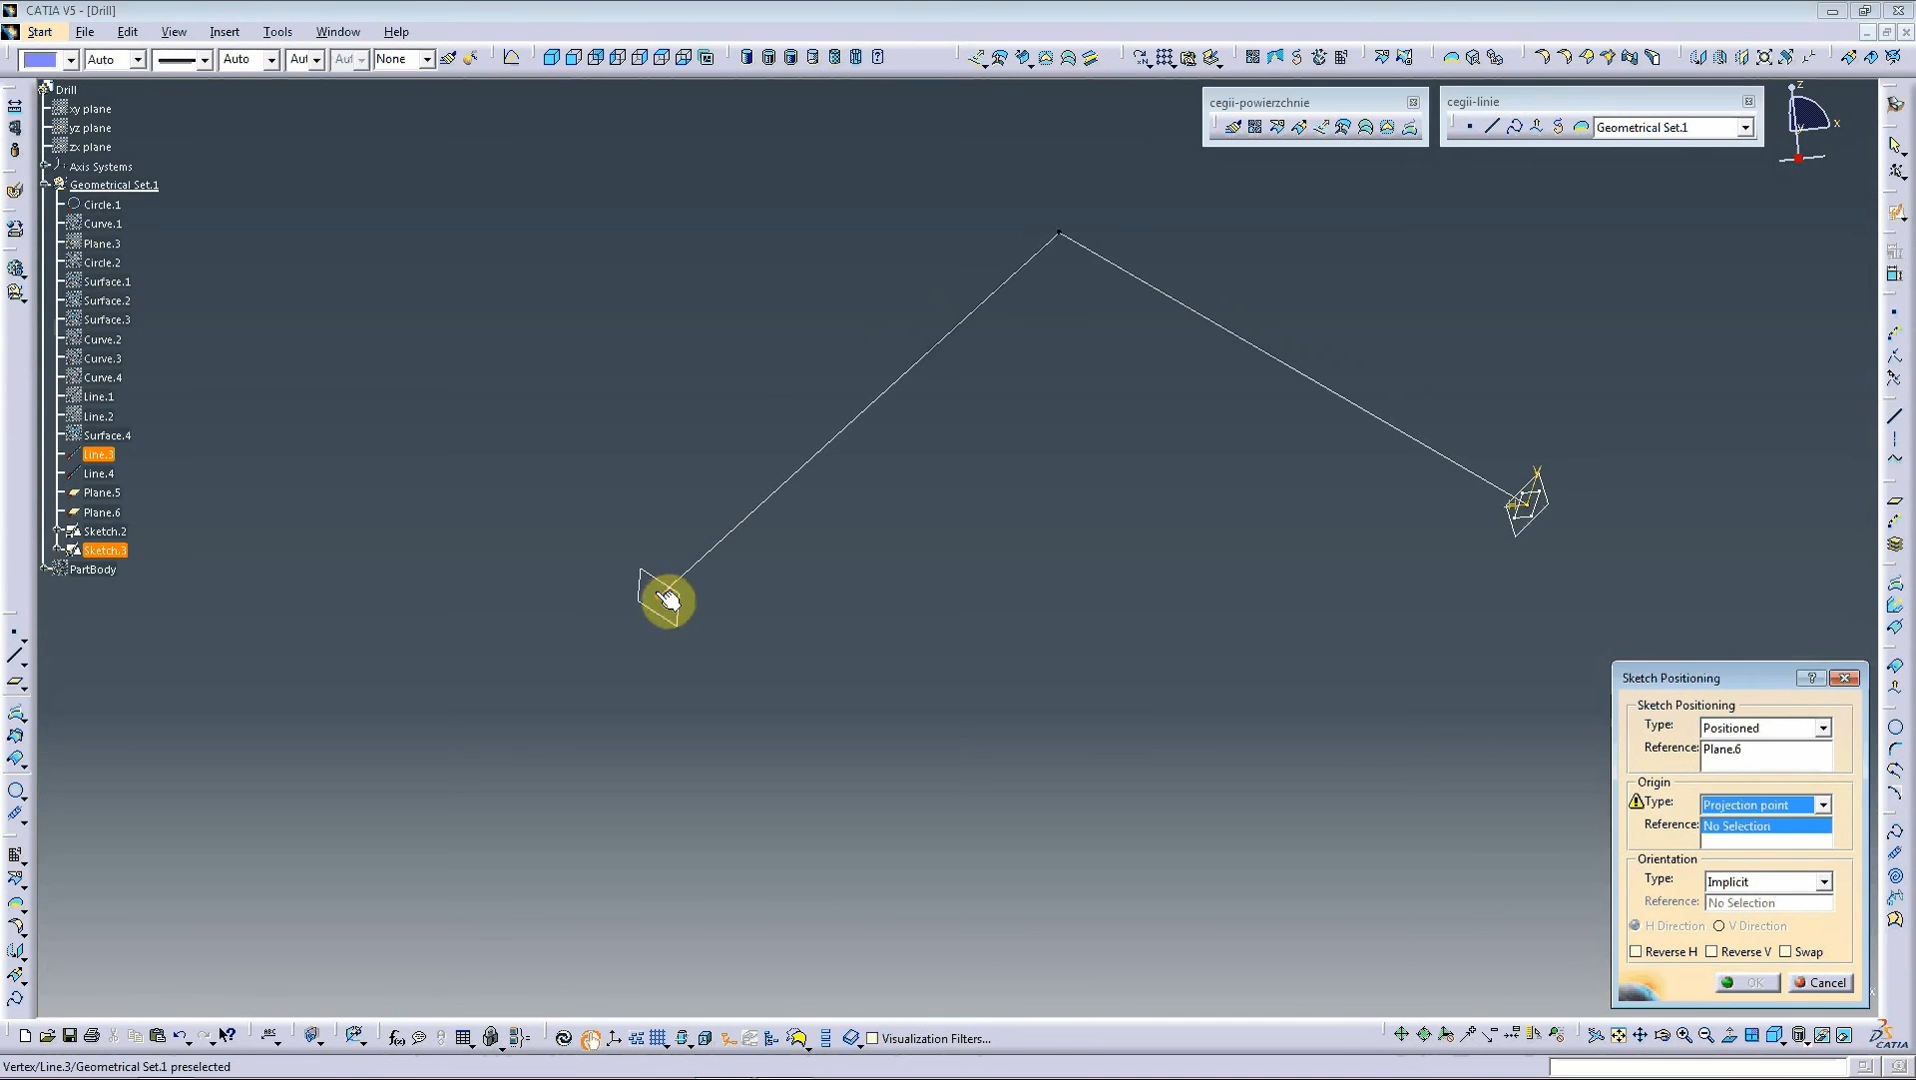 CATIA V5 - [Drill]
Start File Edit View Insert Tools Window Help
Auto Auto Aut Aut None
cegii-powierzchnie
cegii-linie
Geometrical Set.1
z
x
y
Drill
xy plane
yz plane
zx plane
Axis Systems
Geometrical Set.1
Circle.1
Curve.1
Plane.3
Circle.2
Surface.1
Surface.2
Surface.3
Curve.2
Curve.3
Curve.4
Line.1
Line.2
Surface.4
Line.3
Line.4
Plane.5
Plane.6
Sketch.2
Sketch.3
PartBody
Sketch Positioning
Sketch Positioning
Type: Positioned
Reference: Plane.6
Origin
Type: Projection point
Reference: No Selection
Orientation
Type: Implicit
Reference: No Selection
H Direction V Direction
Reverse H Reverse V Swap
OK Cancel
Visualization Filters...
CATIA
Vertex/Line.3/Geometrical Set.1 preselected